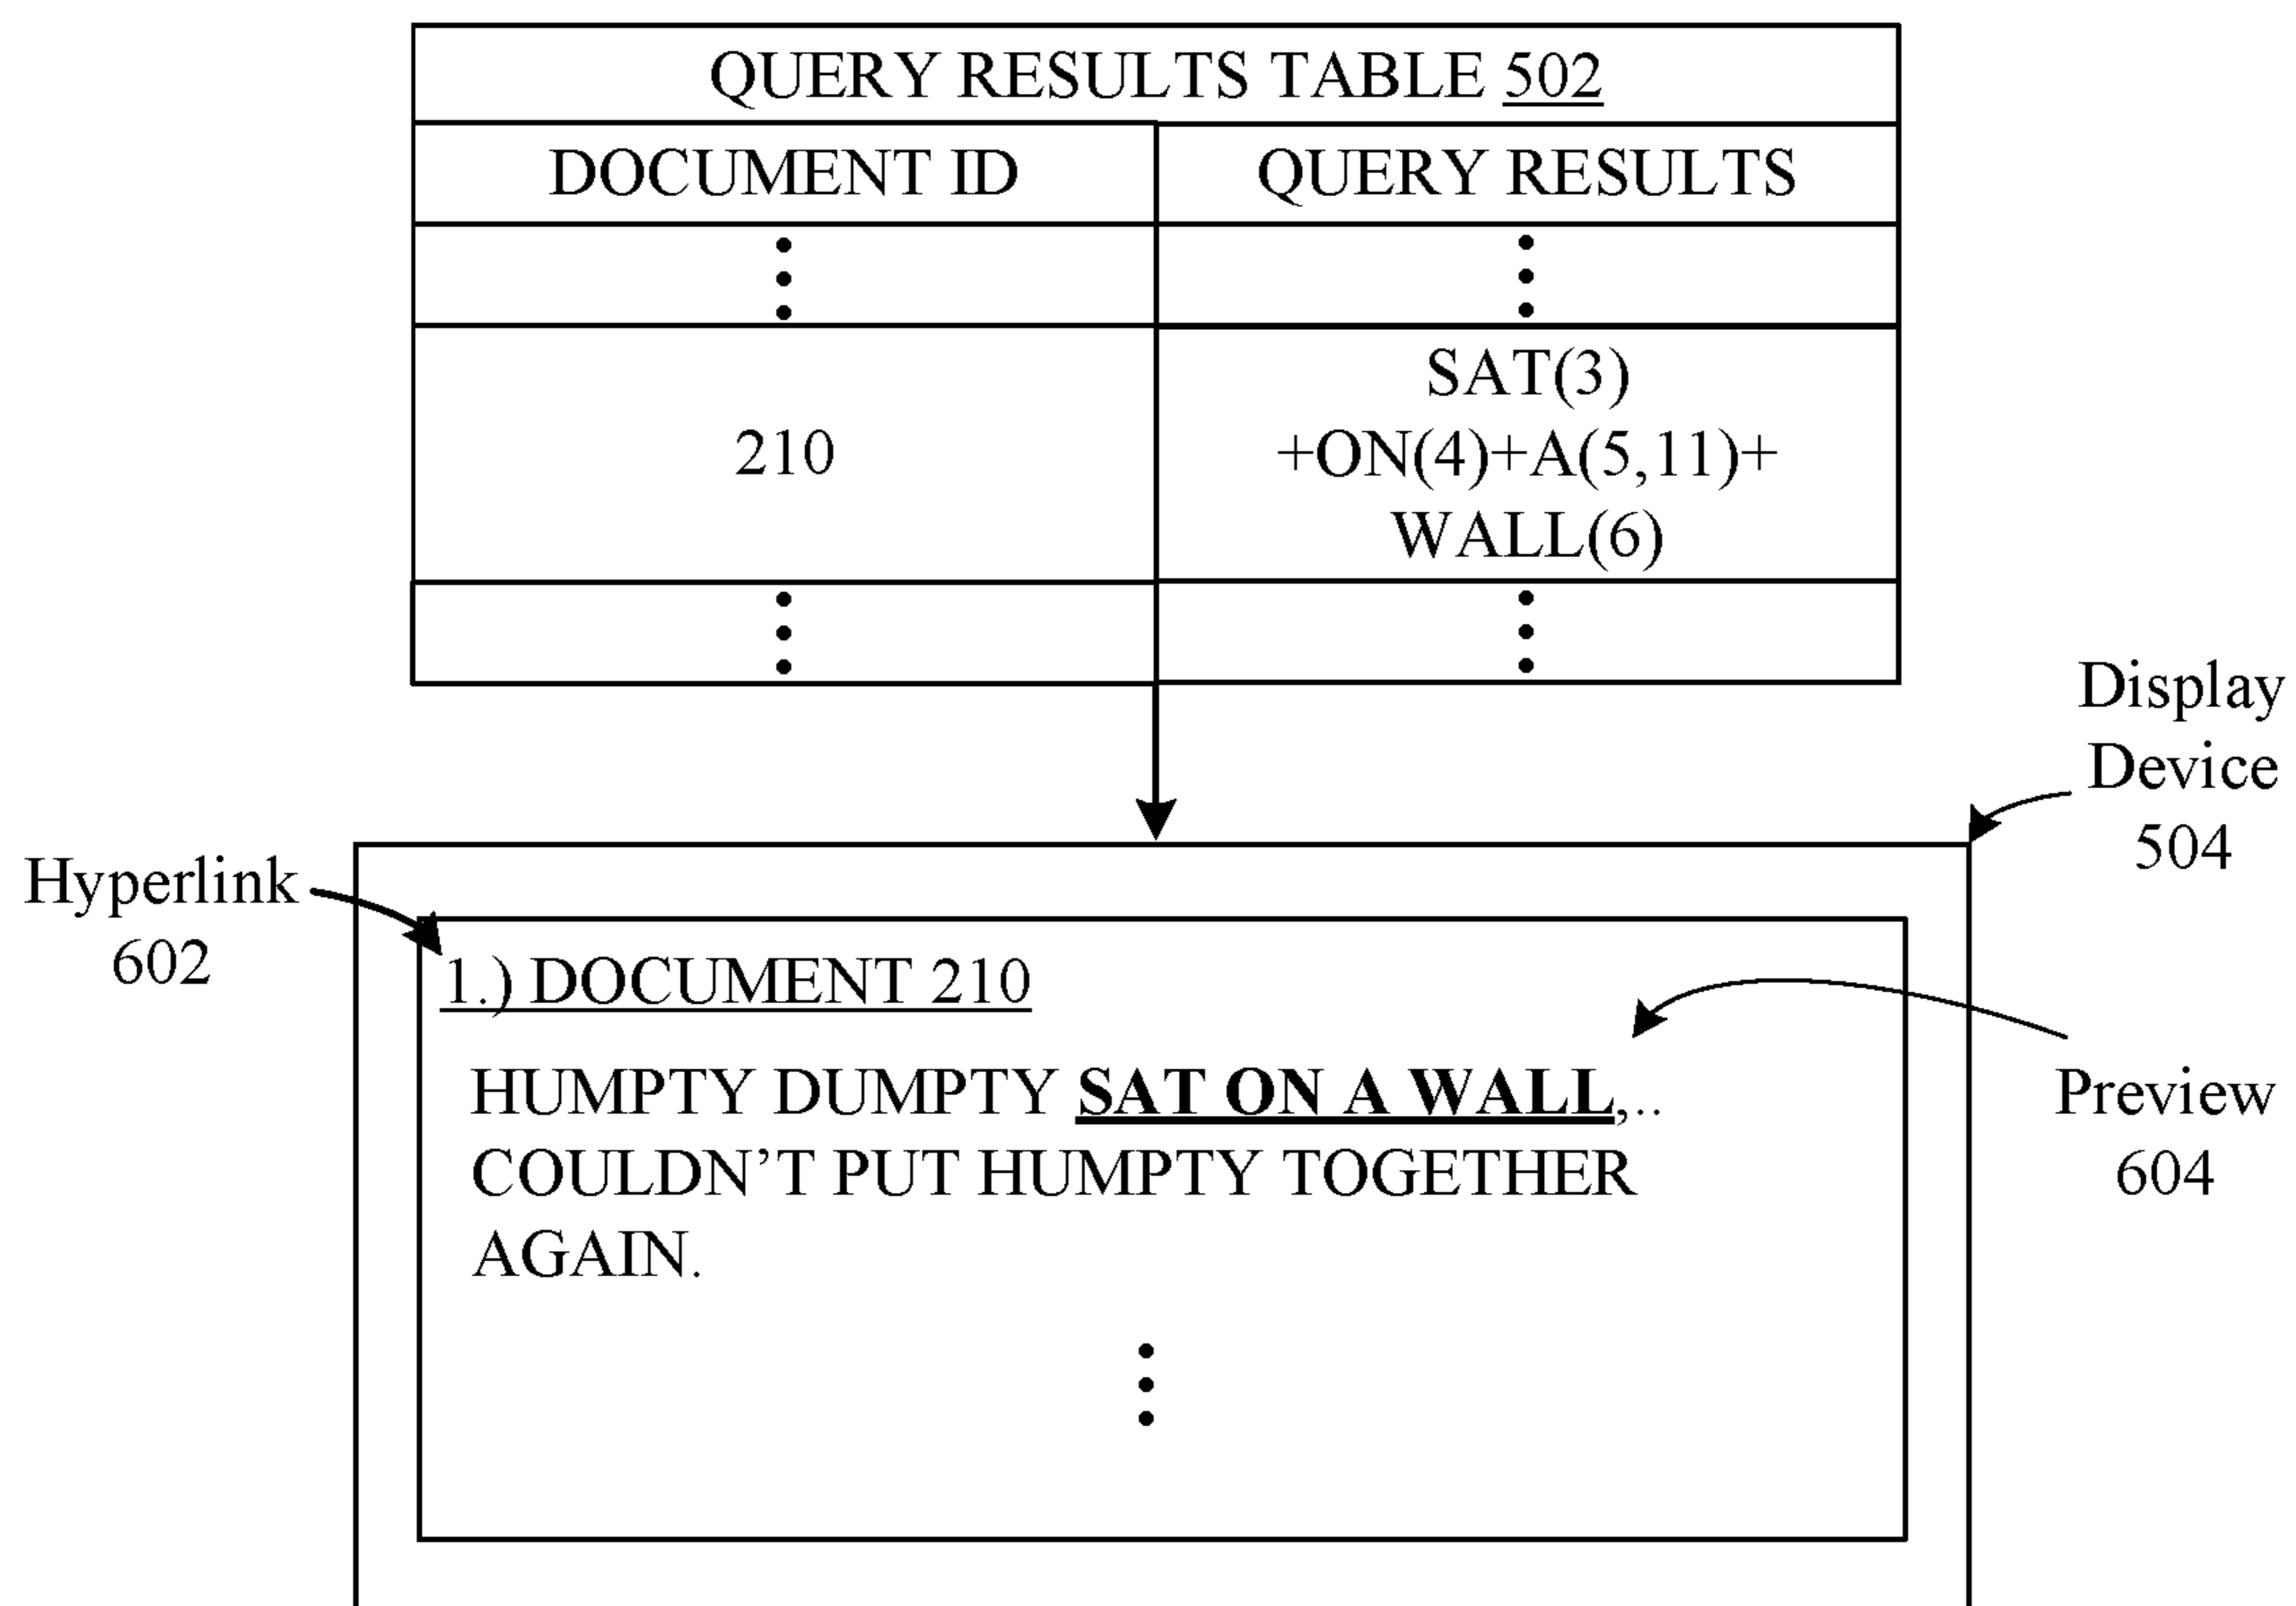 QUERY RESULTS TABLE 502
DOCUMENT ID
QUERY RESULTS
210
SAT(3)
+ON(4)+A(5,11)+
WALL(6)
Display
Device
504
Hyperlink
602
1.) DOCUMENT 210
HUMPTY DUMPTY SAT ON A WALL,..
COULDN’T PUT HUMPTY TOGETHER
AGAIN.
Preview
604